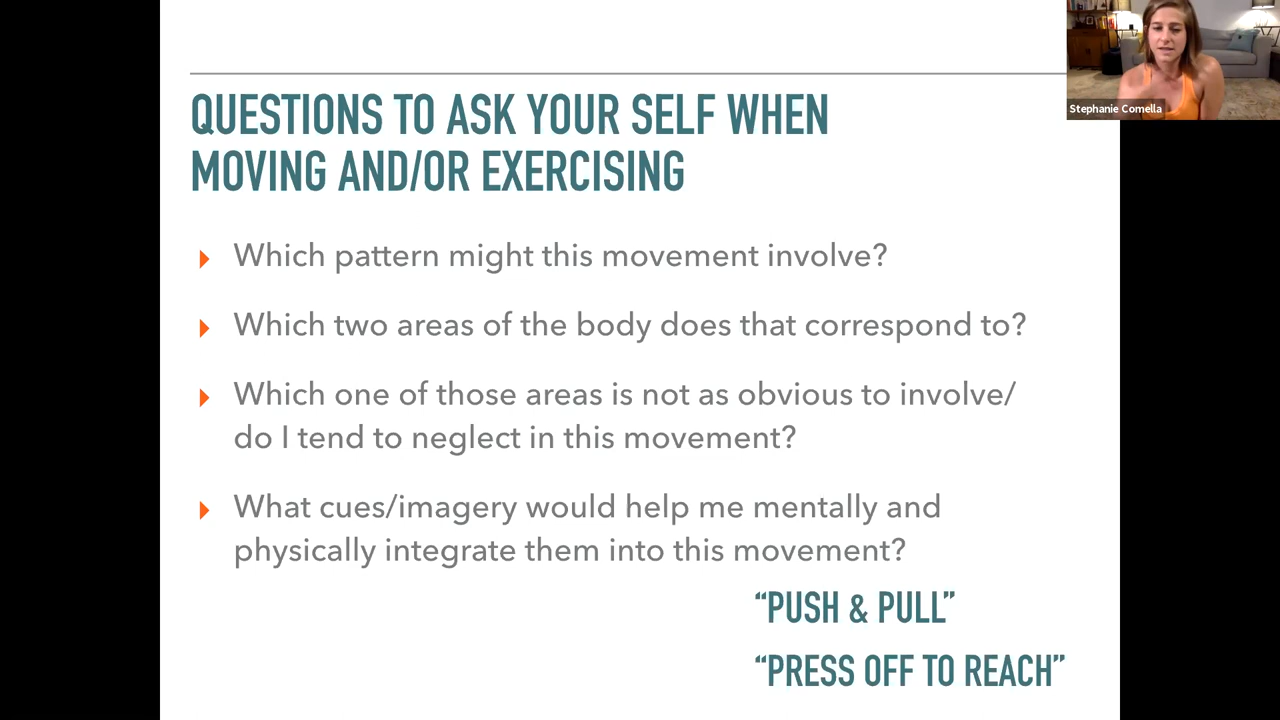 Stephanie Comella
QUESTIONS TO ASK YOUR SELF WHEN
MOVING AND/OR EXERCISING
Which pattern might this movement involve?
Which two areas of the body does that correspond to?
Which one of those areas is not as obvious to involve/
do I tend to neglect in this movement?
What cues/imagery would help me mentally and
physically integrate them into this movement?
“PUSH & PULL”
“PRESS OFF TO REACH”